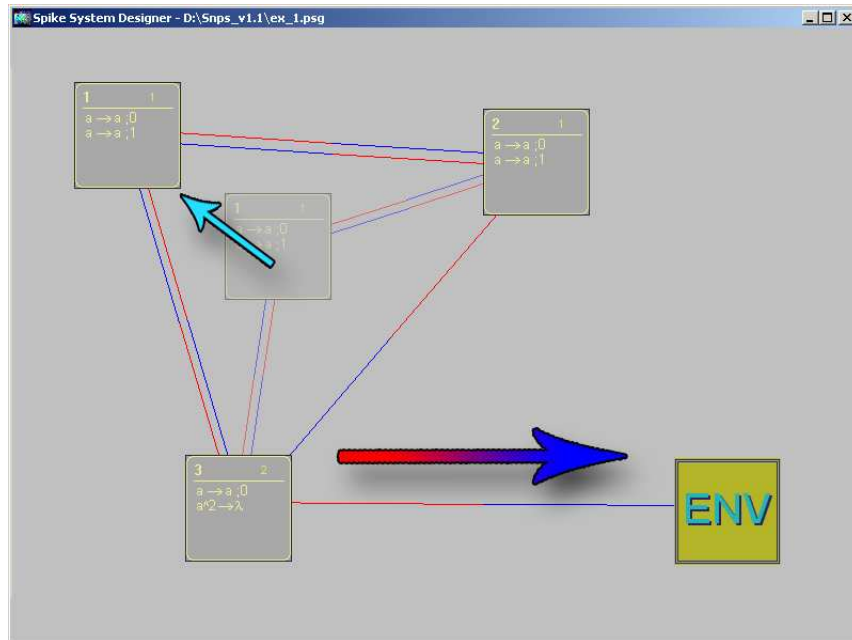 Spike System Designer - D:\Snps_v1.1\ex_1.psg
1 1
a→a ;0
a→a ;1
2 1
a→a ;0
a→a ;1
1 1
a→a ;0
→a ;1
3 2
a→a ;0
a^2→λ
ENV